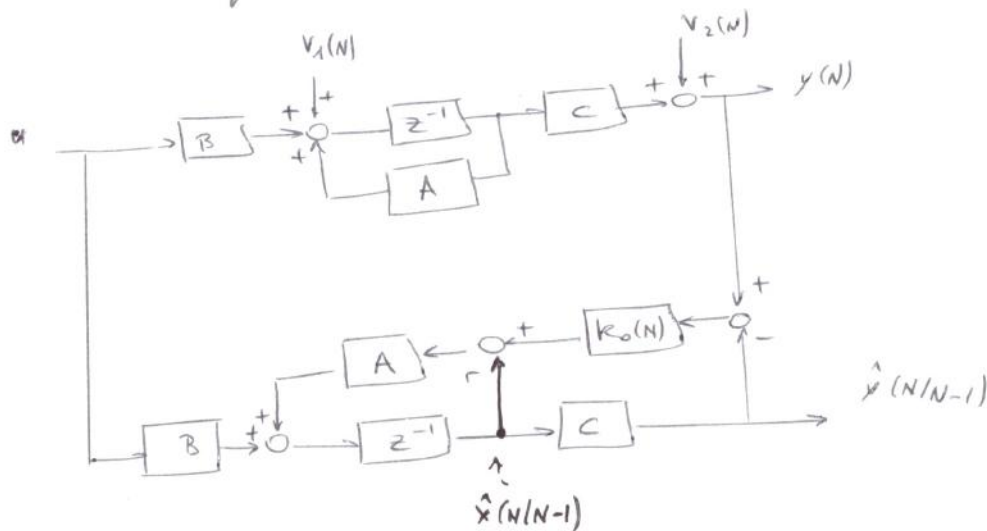 V₁(N)
V₂(N)
y(N)
u
B
+
+
+
z⁻¹
C
+
+
A
+
K₀(N)
-
+
A
ŷ(N/N-1)
B
+
+
z⁻¹
C
x̂(N/N-1)